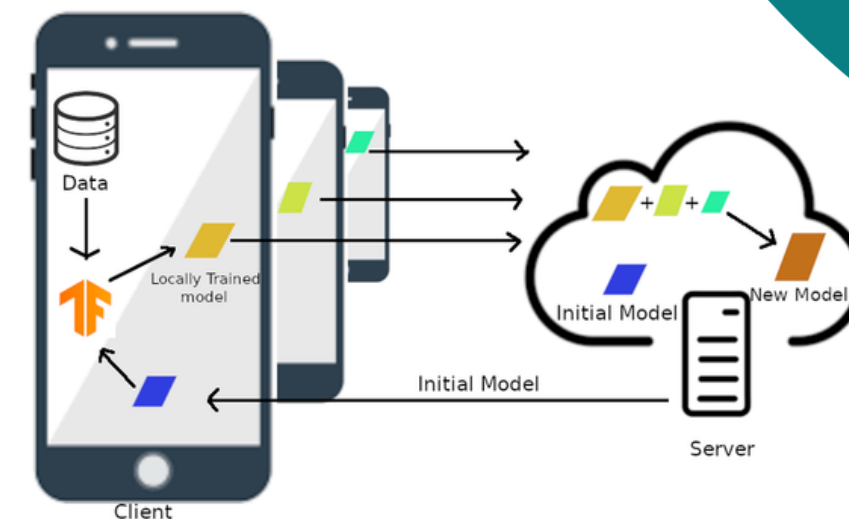 Data
Locally Trained
model
Client
+
+
Initial Model
New Model
Initial Model
Server